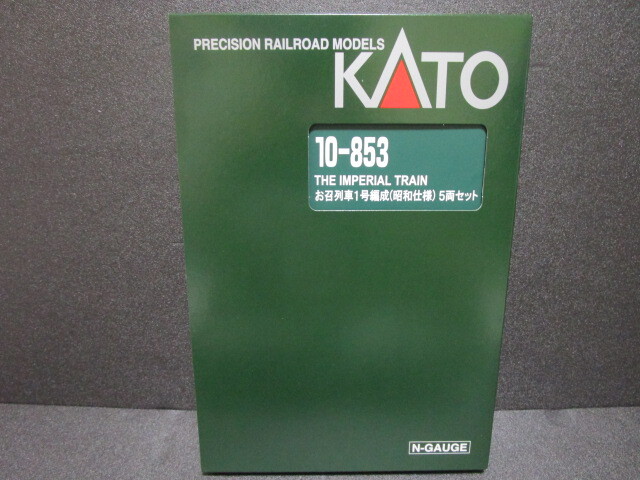 PRECISION RAILROAD MODELS
KATO
10-853
THE IMPERIAL TRAIN
お召列車1号編成(昭和仕様) 5両セット
N-GAUGE